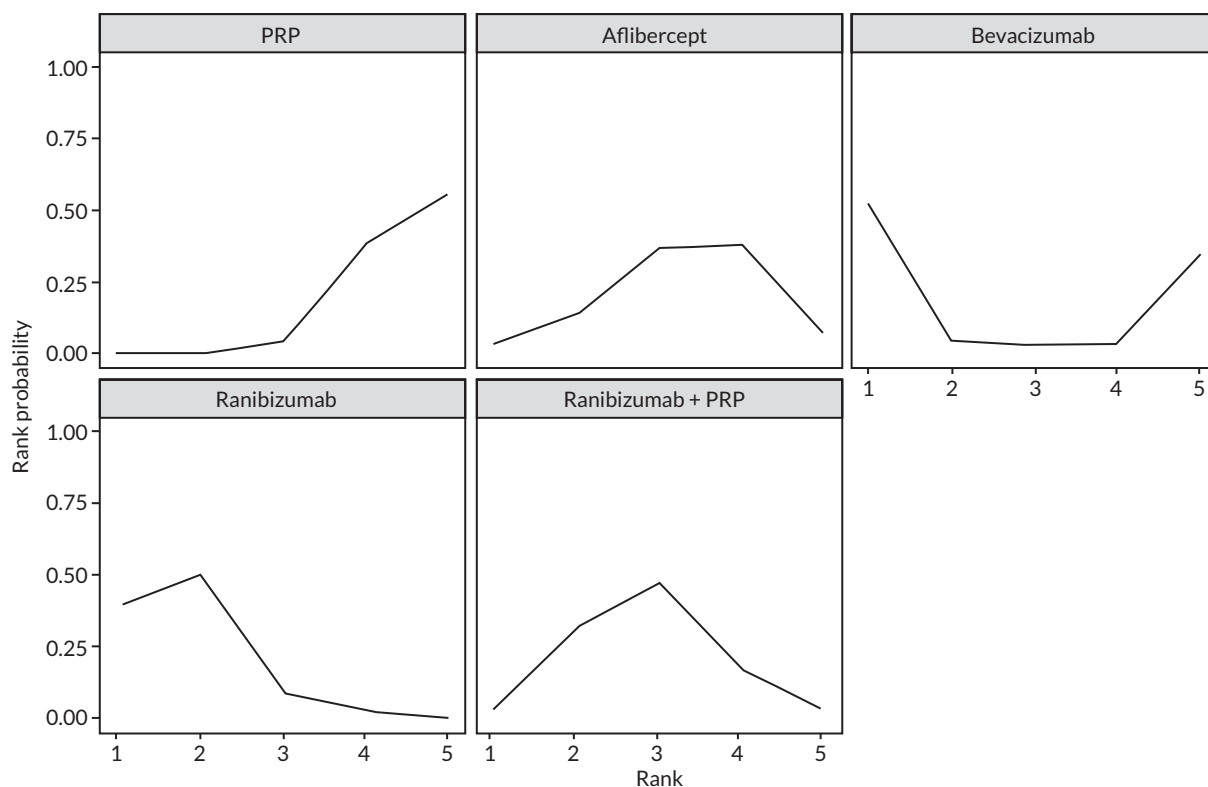 PRP
Aflibercept
Bevacizumab
1.00
0.75
0.50
0.25
0.00
1 2 3 4 5
Rank probability
Ranibizumab
Ranibizumab + PRP
1.00
0.75
0.50
0.25
0.00
1 2 3 4 5
1 2 3 4 5
Rank